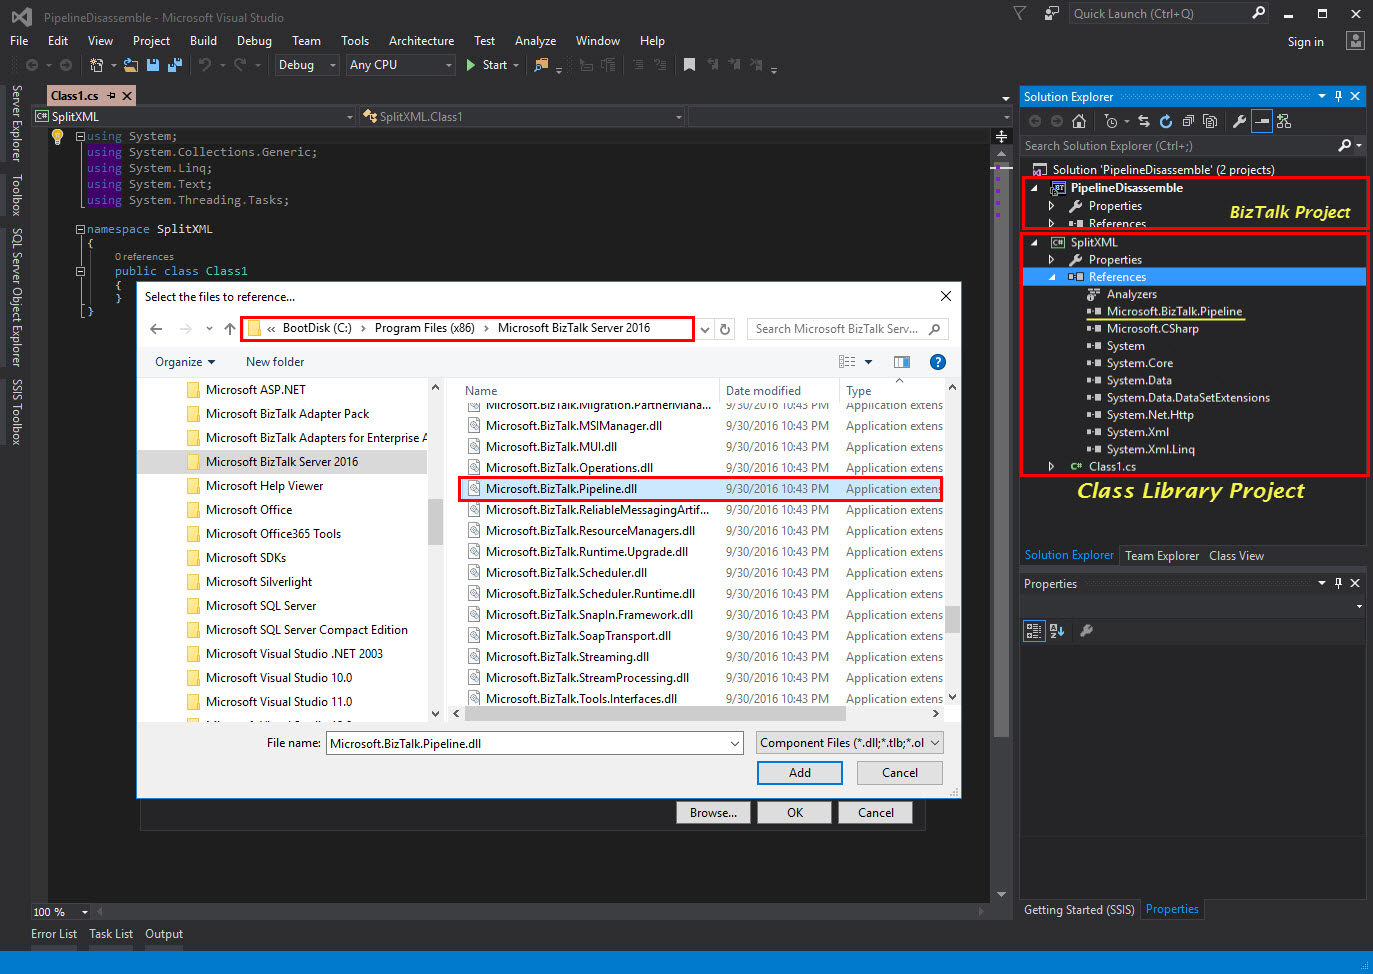 PipelineDisassemble - Microsoft Visual Studio
Quick Launch (Ctrl+Q)
File Edit View Project Build Debug Team Tools Architecture Test Analyze Window Help
Sign in
Debug Any CPU Start
Server Explorer
Toolbox
SQL Server Object Explorer
SSIS Toolbox
Class1.cs
C# SplitXML
SplitXML.Class1
using System;
using System.Collections.Generic;
using System.Linq;
using System.Text;
using System.Threading.Tasks;
namespace SplitXML
{
0 references
public class Class1
{
}
}
Select the files to reference...
« BootDisk (C:) > Program Files (x86) > Microsoft BizTalk Server 2016
Search Microsoft BizTalk Serv...
Organize New folder
Microsoft ASP.NET
Microsoft BizTalk Adapter Pack
Microsoft BizTalk Adapters for Enterprise A
Microsoft BizTalk Server 2016
Microsoft Help Viewer
Microsoft Office
Microsoft Office365 Tools
Microsoft SDKs
Microsoft Silverlight
Microsoft SQL Server
Microsoft SQL Server Compact Edition
Microsoft Visual Studio .NET 2003
Microsoft Visual Studio 10.0
Microsoft Visual Studio 11.0
Name Date modified Type
Microsoft.BizTalk.Migration.PartnerMana... 9/30/2016 10:43 PM Application extens
Microsoft.BizTalk.MSIManager.dll 9/30/2016 10:43 PM Application extens
Microsoft.BizTalk.MUI.dll 9/30/2016 10:43 PM Application extens
Microsoft.BizTalk.Operations.dll 9/30/2016 10:43 PM Application extens
Microsoft.BizTalk.Pipeline.dll 9/30/2016 10:43 PM Application extens
Microsoft.BizTalk.ReliableMessagingArtif... 9/30/2016 10:43 PM Application extens
Microsoft.BizTalk.ResourceManagers.dll 9/30/2016 10:43 PM Application extens
Microsoft.BizTalk.Runtime.Upgrade.dll 9/30/2016 10:43 PM Application extens
Microsoft.BizTalk.Scheduler.dll 9/30/2016 10:43 PM Application extens
Microsoft.BizTalk.Scheduler.Runtime.dll 9/30/2016 10:43 PM Application extens
Microsoft.BizTalk.SnapIn.Framework.dll 9/30/2016 10:43 PM Application extens
Microsoft.BizTalk.SoapTransport.dll 9/30/2016 10:43 PM Application extens
Microsoft.BizTalk.Streaming.dll 9/30/2016 10:43 PM Application extens
Microsoft.BizTalk.StreamProcessing.dll 9/30/2016 10:43 PM Application extens
Microsoft.BizTalk.Tools.Interfaces.dll 9/30/2016 10:43 PM Application extens
File name: Microsoft.BizTalk.Pipeline.dll
Component Files (*.dll;*.tlb;*.ol
Add Cancel
Browse... OK Cancel
100 %
Error List Task List Output
Solution Explorer
Search Solution Explorer (Ctrl+;)
Solution 'PipelineDisassemble' (2 projects)
PipelineDisassemble
Properties
References
BizTalk Project
C# SplitXML
Properties
References
Analyzers
Microsoft.BizTalk.Pipeline
Microsoft.CSharp
System
System.Core
System.Data
System.Data.DataSetExtensions
System.Net.Http
System.Xml
System.Xml.Linq
C# Class1.cs
Class Library Project
Solution Explorer Team Explorer Class View
Properties
Getting Started (SSIS) Properties